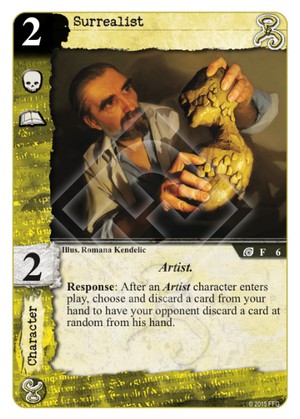 2
Surrealist
Illus. Romana Kendelic
F 6
2
Artist.
Response: After an Artist character enters
play, choose and discard a card from your
hand to have your opponent discard a card at
random from his hand.
Character
© 2015 FFG